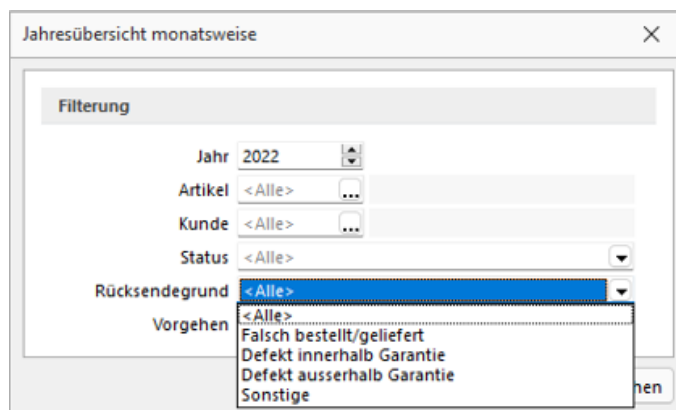 Jahresübersicht monatsweise
Filterung
Jahr 2022
Artikel <Alle> ...
Kunde <Alle> ...
Status <Alle>
Rücksendegrund <Alle>
Vorgehen <Alle>
Falsch bestellt/geliefert
Defekt innerhalb Garantie
Defekt ausserhalb Garantie
Sonstige